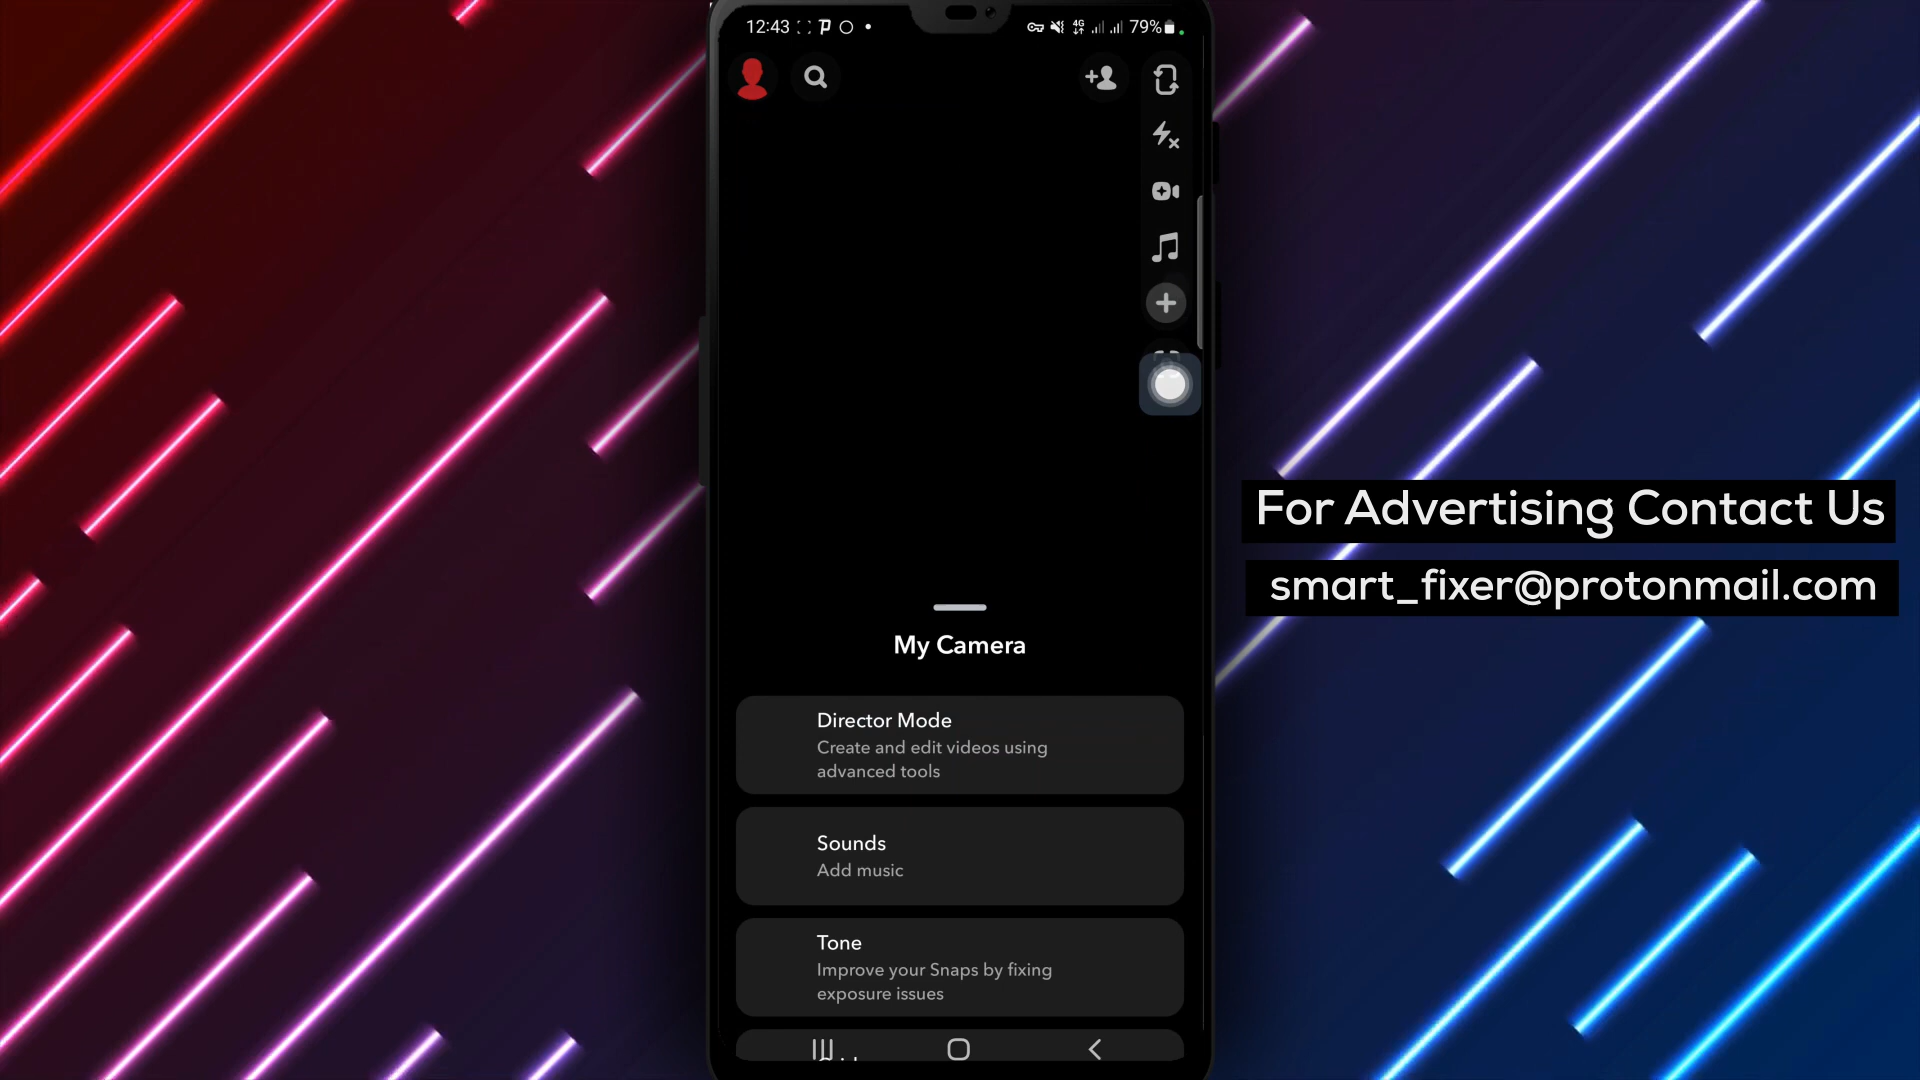 12:43
4G
79%
My Camera
Director Mode
Create and edit videos using
advanced tools
Sounds
Add music
Tone
Improve your Snaps by fixing
exposure issues
For Advertising Contact Us
smart_fixer@protonmail.com